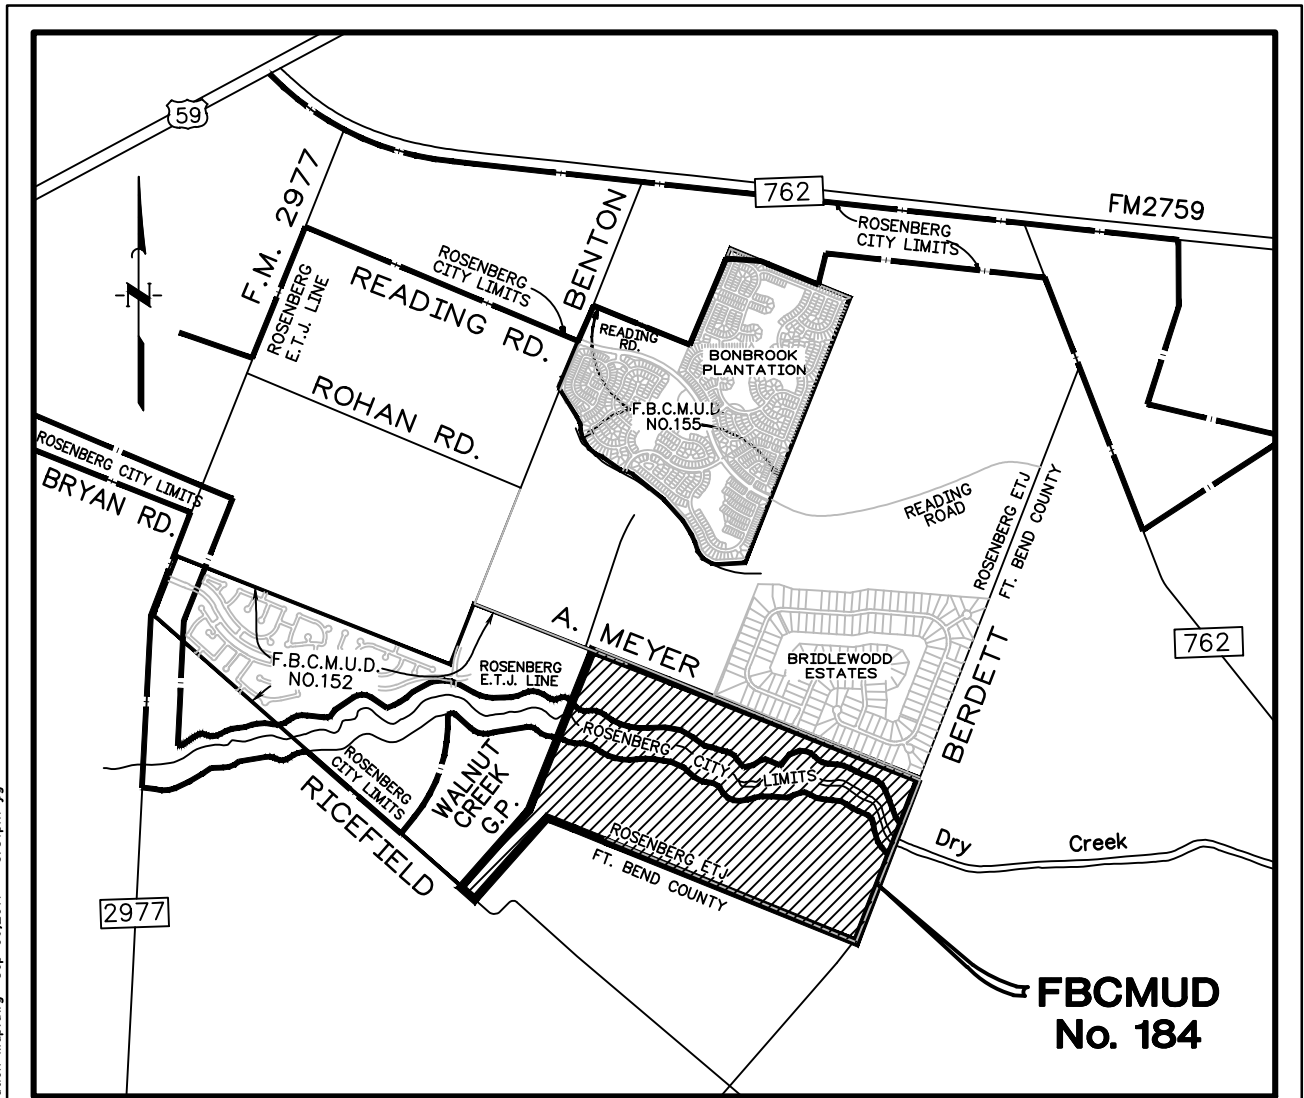 59
762
FM2759
F.M. 2977
BENTON
ROSENBERG
CITY LIMITS
ROSENBERG
CITY LIMITS
ROSENBERG
E.T.J. LINE
READING RD.
READING
RD.
BONBROOK
PLANTATION
N
ROHAN RD.
F.B.C.M.U.D.
NO.155
ROSENBERG CITY LIMITS
BRYAN RD.
READING
ROAD
ROSENBERG ETJ
FT. BEND COUNTY
A. MEYER
762
F.B.C.M.U.D.
NO.152
ROSENBERG
E.T.J. LINE
BRIDLEWODD
ESTATES
BERDETT
ROSENBERG CITY LIMITS
ROSENBERG
CITY LIMITS
WALNUT
CREEK
G.P.
RICEFIELD
ROSENBERG ETJ
FT. BEND COUNTY
Dry Creek
2977
FBCMUD
No. 184